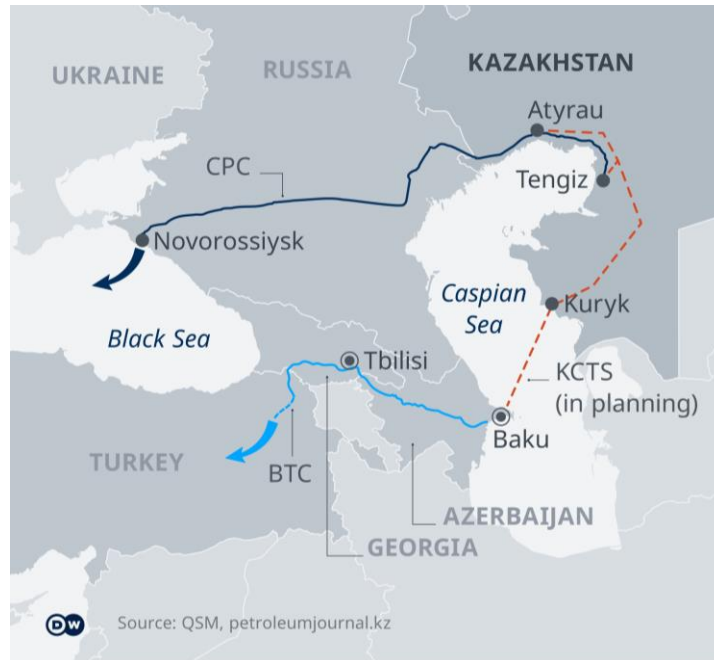 UKRAINE
RUSSIA
KAZAKHSTAN
Atyrau
CPC
Tengiz
Novorossiysk
Caspian
Sea
Kuryk
Black Sea
Tbilisi
KCTS
(in planning)
Baku
TURKEY
BTC
AZERBAIJAN
GEORGIA
DW
Source: QSM, petroleumjournal.kz